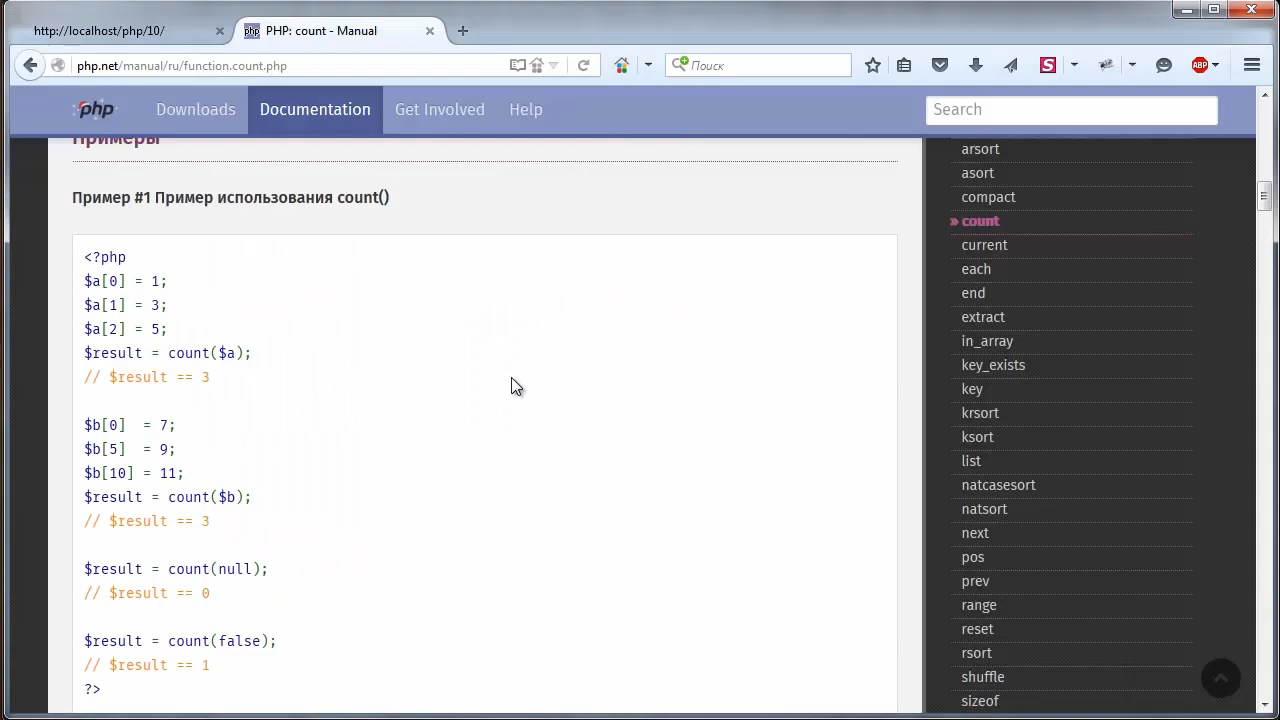 http://localhost/php/10/
php PHP: count - Manual
php.net/manual/ru/function.count.php
Поиск
S
ABP
php
Downloads
Documentation
Get Involved
Help
Search
Примеры
Пример #1 Пример использования count()
<?php
$a[0] = 1;
$a[1] = 3;
$a[2] = 5;
$result = count($a);
// $result == 3
$b[0]  = 7;
$b[5]  = 9;
$b[10] = 11;
$result = count($b);
// $result == 3
$result = count(null);
// $result == 0
$result = count(false);
// $result == 1
?>
arsort
asort
compact
» count
current
each
end
extract
in_array
key_exists
key
krsort
ksort
list
natcasesort
natsort
next
pos
prev
range
reset
rsort
shuffle
sizeof